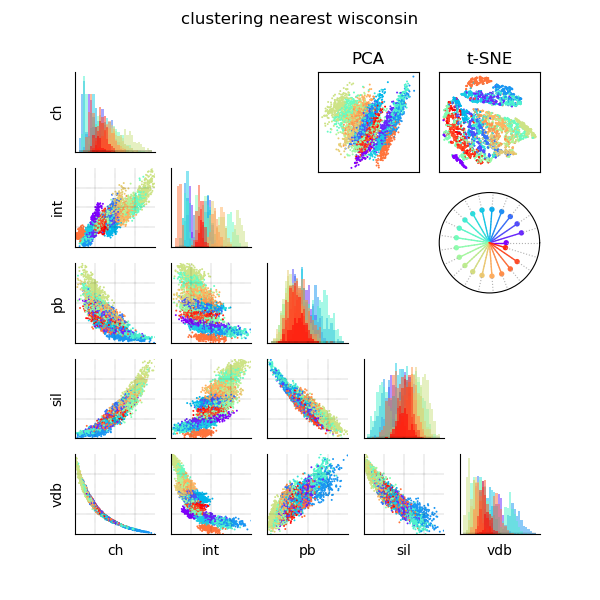 clustering nearest wisconsin
PCA
t-SNE
ch
int
pb
sil
vdb
ch
int
pb
sil
vdb